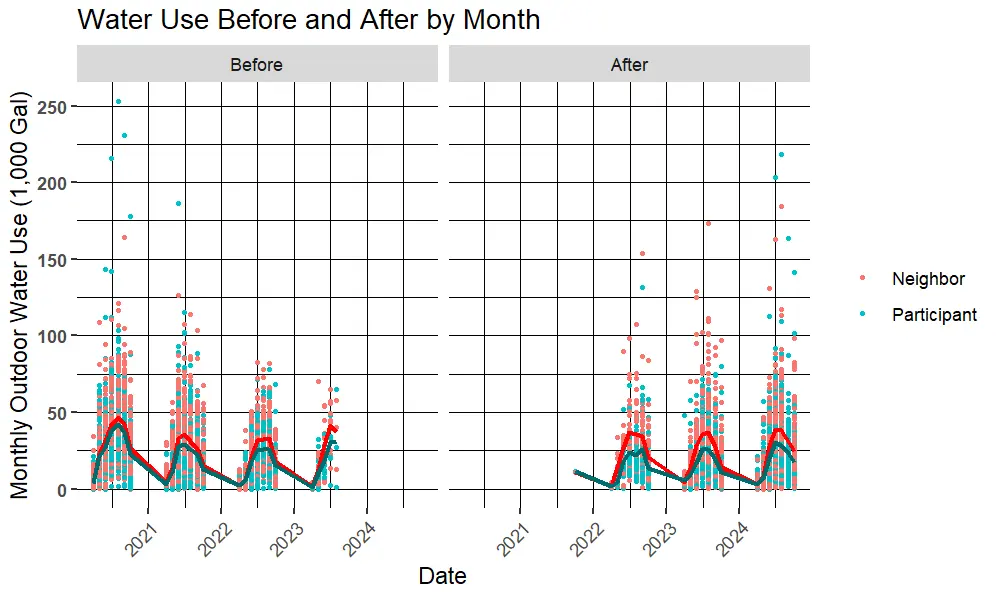 Water Use Before and After by Month
Before
After
Monthly Outdoor Water Use (1,000 Gal)
250
200
150
100
50
0
2021
2022
2023
2024
2021
2022
2023
2024
Date
Neighbor
Participant